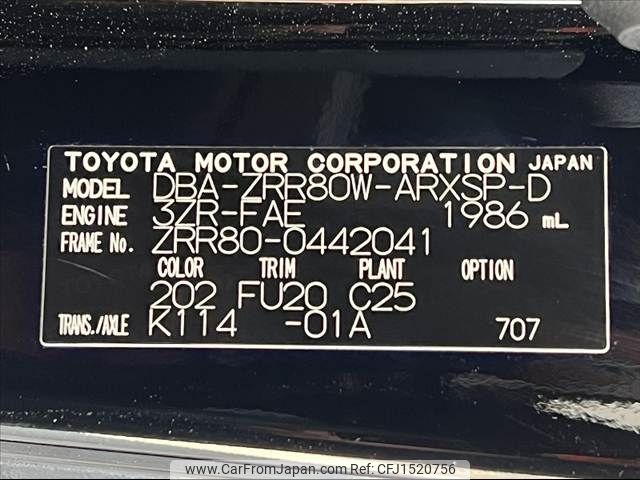 TOYOTA MOTOR CORPORATION JAPAN
MODEL DBA-ZRR80W-ARXSP-D
ENGINE 3ZR-FAE 1986 mL
FRAME No. ZRR80-0442041
COLOR TRIM PLANT OPTION
202 FU20 C25
TRANS./AXLE K114 -01A 707
www.CarFromJapan.com - CFJ1520756